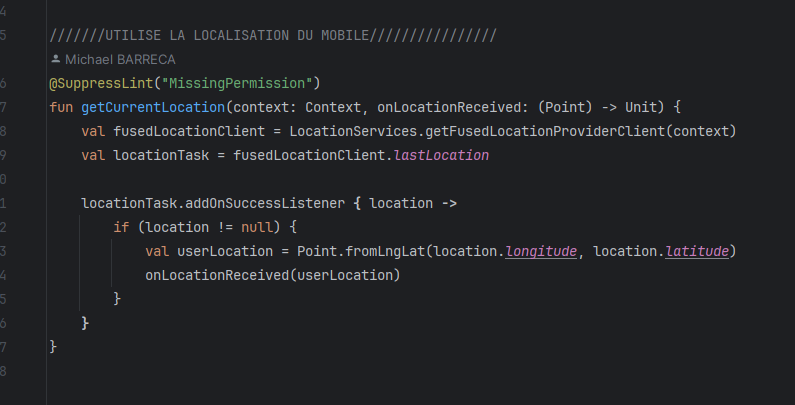 4
5 ///////UTILISE LA LOCALISATION DU MOBILE////////////////
Michael BARRECA
6 @SuppressLint("MissingPermission")
7 fun getCurrentLocation(context: Context, onLocationReceived: (Point) -> Unit) {
8 val fusedLocationClient = LocationServices.getFusedLocationProviderClient(context)
9 val locationTask = fusedLocationClient.lastLocation
0
1 locationTask.addOnSuccessListener { location ->
2 if (location != null) {
3 val userLocation = Point.fromLngLat(location.longitude, location.latitude)
4 onLocationReceived(userLocation)
5 }
6 }
7 }
8